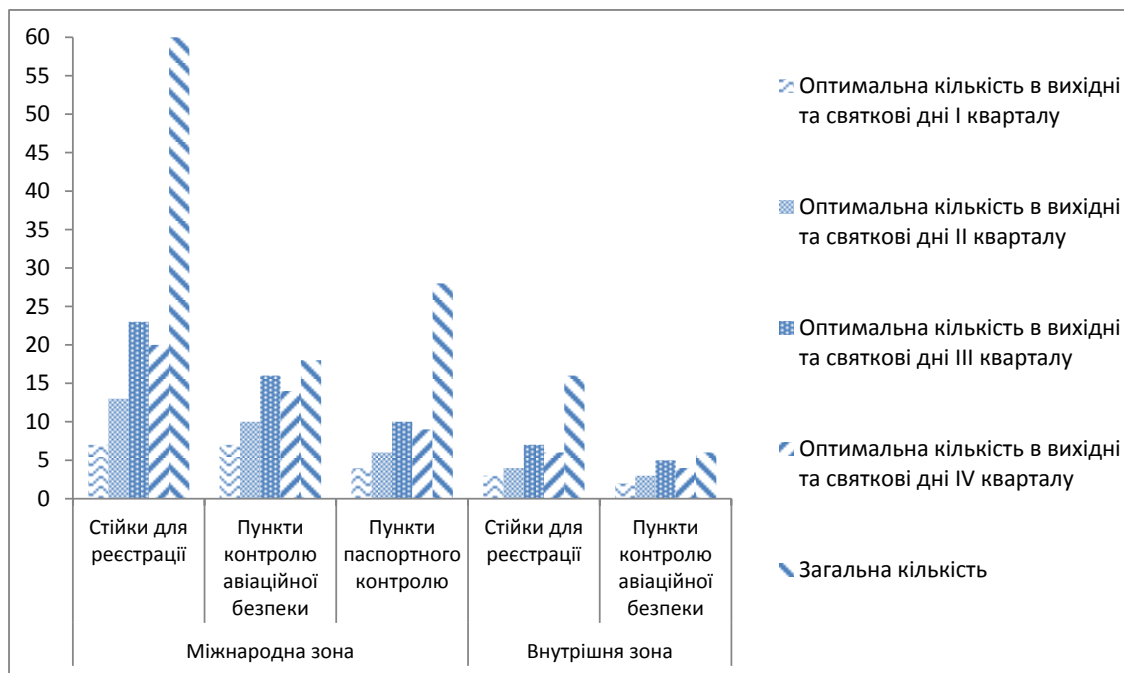 60
55
50
45
40
35
30
25
20
15
10
5
0
Стійки для
реєстрації
Пункти
контролю
авіаційної
безпеки
Пункти
паспортного
контролю
Стійки для
реєстрації
Пункти
контролю
авіаційної
безпеки
Міжнародна зона
Внутрішня зона
Оптимальна кількість в вихідні
та святкові дні I кварталу
Оптимальна кількість в вихідні
та святкові дні II кварталу
Оптимальна кількість в вихідні
та святкові дні III кварталу
Оптимальна кількість в вихідні
та святкові дні IV кварталу
Загальна кількість